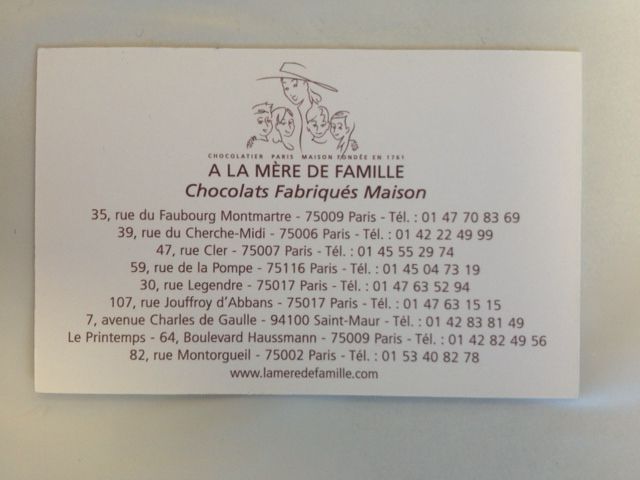 CHOCOLATIER PARIS MAISON FONDÉE EN 1761
A LA MÈRE DE FAMILLE
Chocolats Fabriqués Maison
35, rue du Faubourg Montmartre - 75009 Paris - Tél. : 01 47 70 83 69
39, rue du Cherche-Midi - 75006 Paris - Tél. : 01 42 22 49 99
47, rue Cler - 75007 Paris - Tél. : 01 45 55 29 74
59, rue de la Pompe - 75116 Paris - Tél. : 01 45 04 73 19
30, rue Legendre - 75017 Paris - Tél. : 01 47 63 52 94
107, rue Jouffroy d'Abbans - 75017 Paris - Tél. : 01 47 63 15 15
7, avenue Charles de Gaulle - 94100 Saint-Maur - Tél. : 01 42 83 81 49
Le Printemps - 64, Boulevard Haussmann - 75009 Paris - Tél. : 01 42 82 49 56
82, rue Montorgueil - 75002 Paris - Tél. : 01 53 40 82 78
www.lameredefamille.com